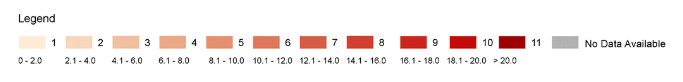 Legend
1 2 3 4 5 6 7 8 9 10 11 No Data Available
0 - 2.0 2.1 - 4.0 4.1 - 6.0 6.1 - 8.0 8.1 - 10.0 10.1 - 12.0 12.1 - 14.0 14.1 - 16.0 16.1 - 18.0 18.1 - 20.0 > 20.0